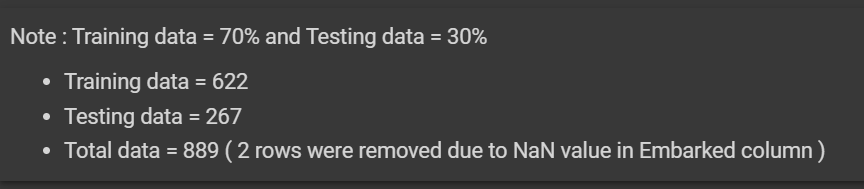 Note : Training data = 70% and Testing data = 30%
• Training data = 622
• Testing data = 267
• Total data = 889 ( 2 rows were removed due to NaN value in Embarked column )